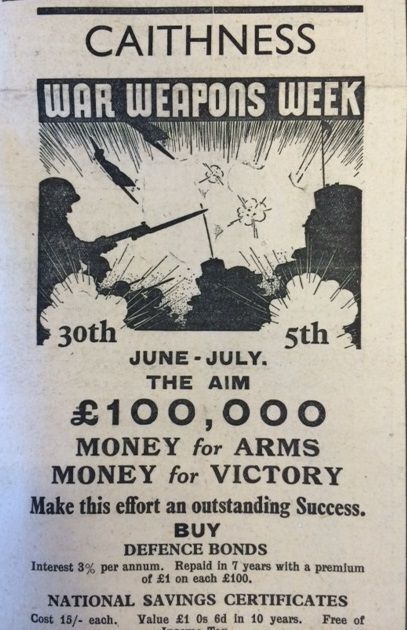 CAITHNESS
WAR WEAPONS WEEK
30th 5th
JUNE - JULY.
THE AIM
£100,000
MONEY for ARMS
MONEY for VICTORY
Make this effort an outstanding Success.
BUY
DEFENCE BONDS
Interest 3% per annum. Repaid in 7 years with a premium
of £1 on each £100.
NATIONAL SAVINGS CERTIFICATES
Cost 15/- each. Value £1 0s 6d in 10 years. Free of
Income Tax